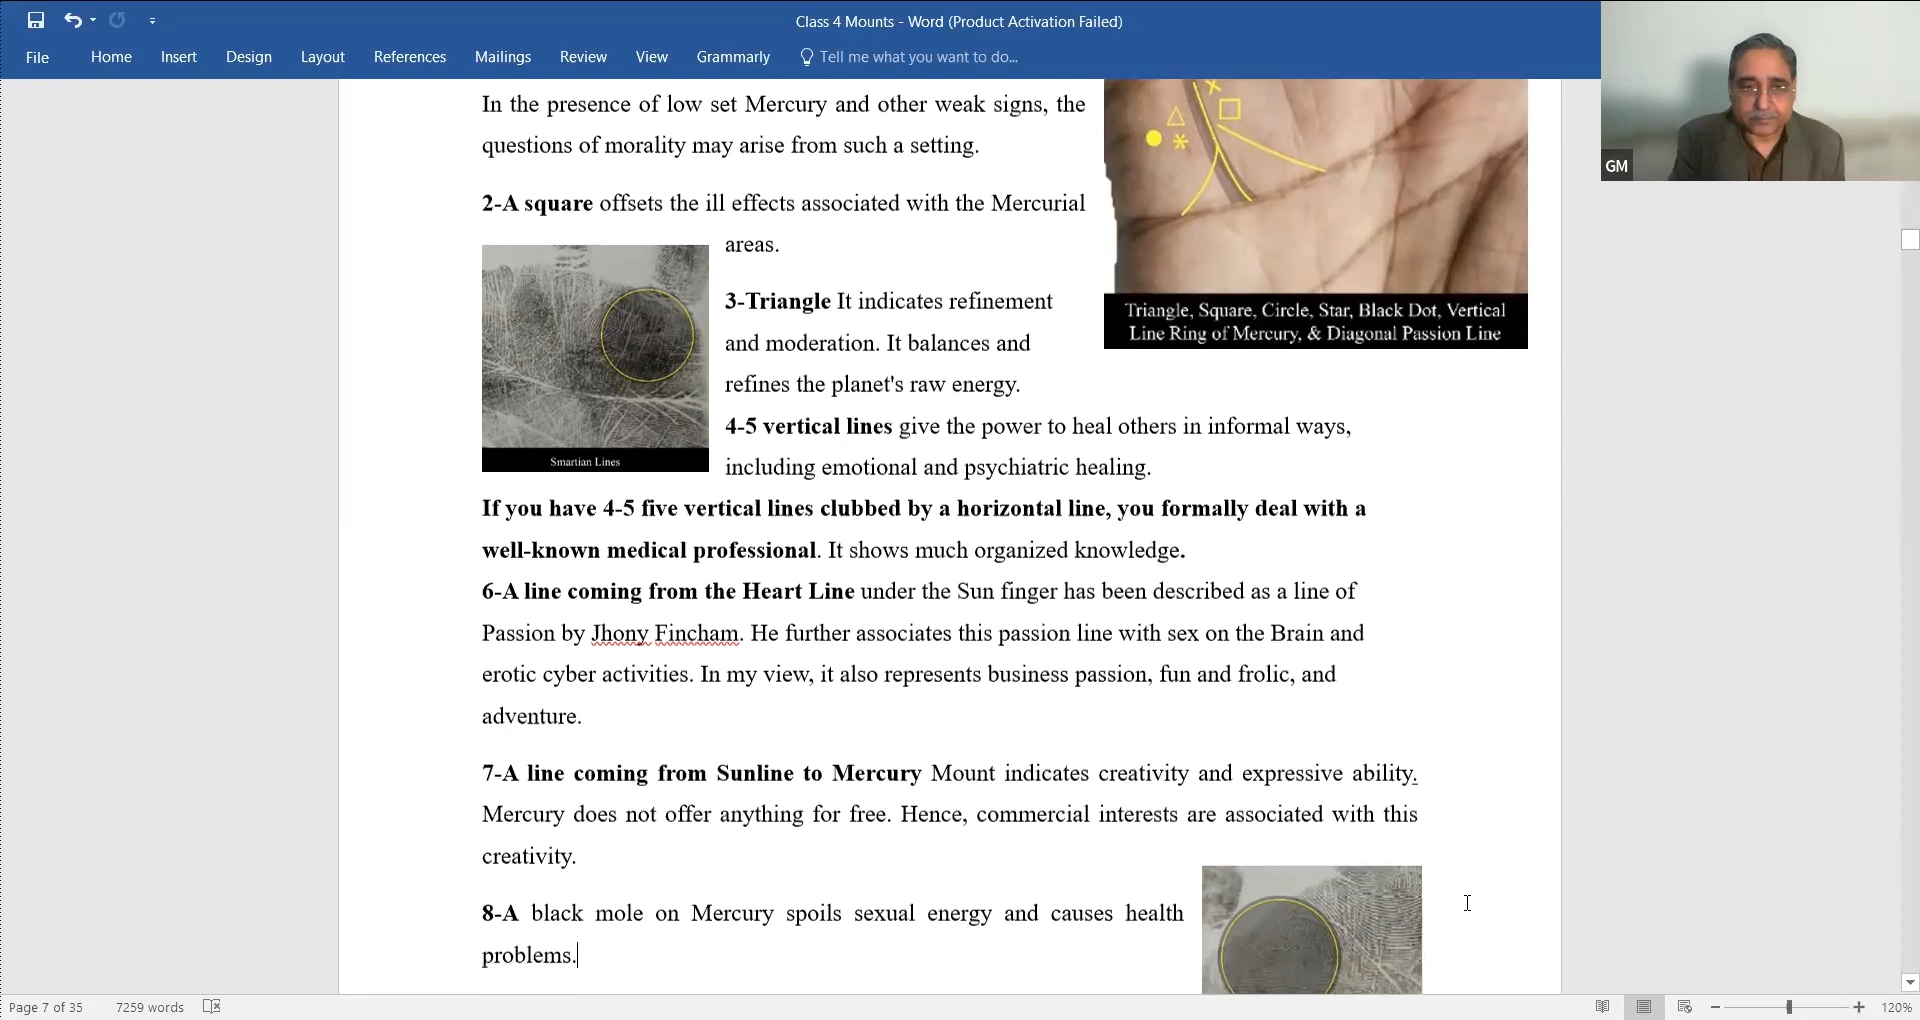 Class 4 Mounts - Word (Product Activation Failed)
File Home Insert Design Layout References Mailings Review View Grammarly Tell me what you want to do...
GM
In the presence of low set Mercury and other weak signs, the
questions of morality may arise from such a setting.
2-A square offsets the ill effects associated with the Mercurial
areas.
Triangle, Square, Circle, Star, Black Dot, Vertical
Line Ring of Mercury, & Diagonal Passion Line
3-Triangle It indicates refinement
and moderation. It balances and
refines the planet's raw energy.
Smartian Lines
4-5 vertical lines give the power to heal others in informal ways,
including emotional and psychiatric healing.
If you have 4-5 five vertical lines clubbed by a horizontal line, you formally deal with a
well-known medical professional. It shows much organized knowledge.
6-A line coming from the Heart Line under the Sun finger has been described as a line of
Passion by Jhony Fincham. He further associates this passion line with sex on the Brain and
erotic cyber activities. In my view, it also represents business passion, fun and frolic, and
adventure.
7-A line coming from Sunline to Mercury Mount indicates creativity and expressive ability.
Mercury does not offer anything for free. Hence, commercial interests are associated with this
creativity.
8-A black mole on Mercury spoils sexual energy and causes health
problems.
Page 7 of 35 7259 words 120%